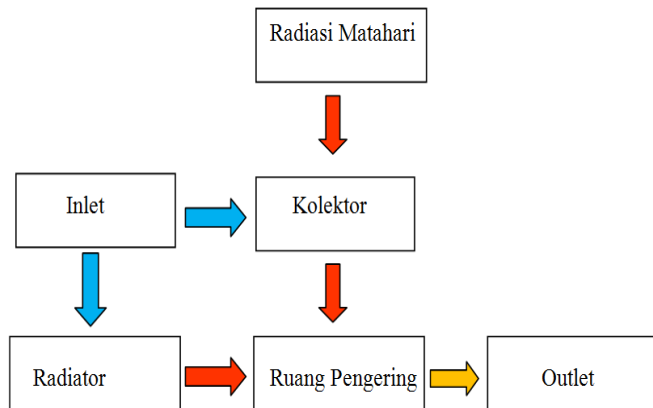 Radiasi Matahari
Inlet
Kolektor
Radiator
Ruang Pengering
Outlet